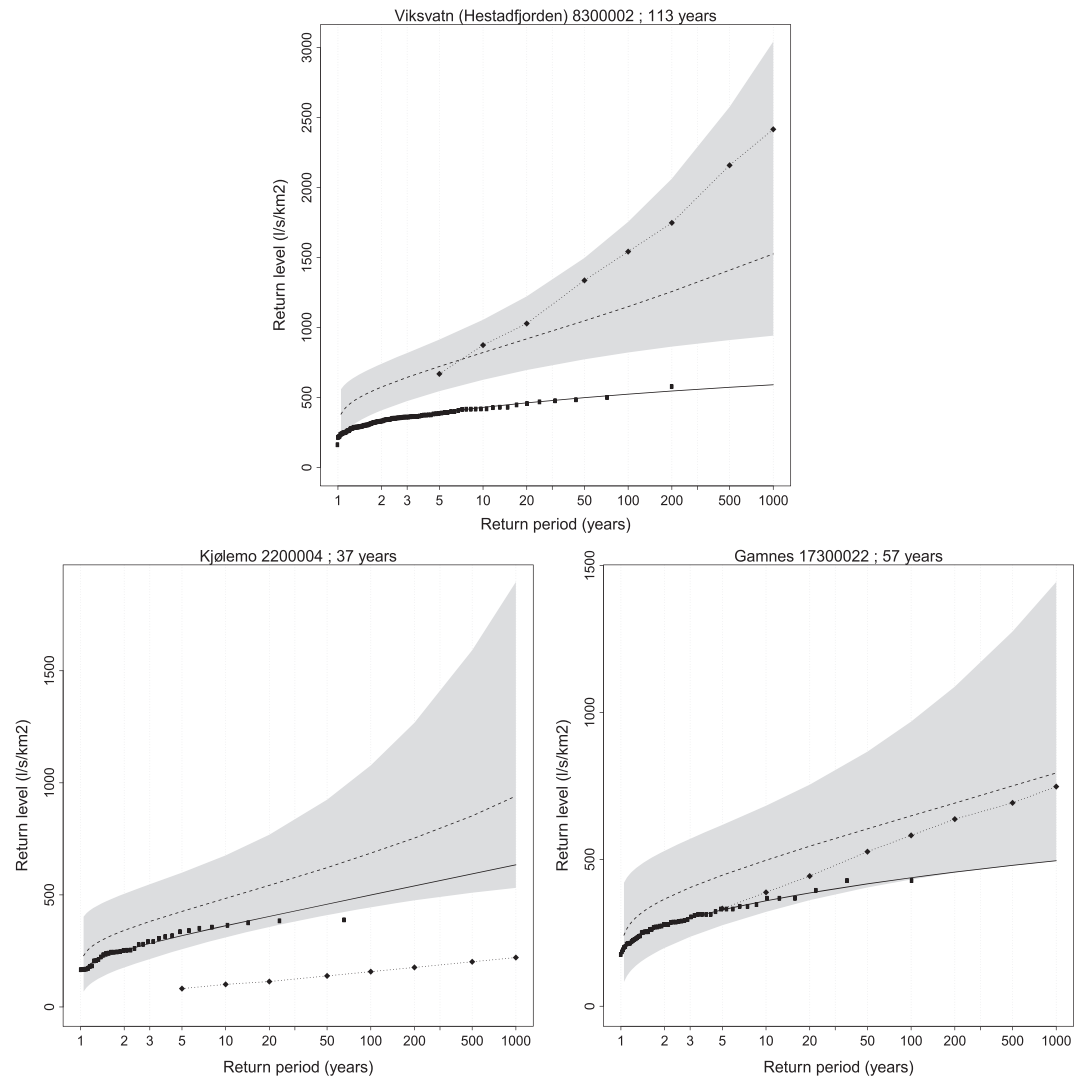 Viksvatn (Hestadfjorden) 8300002 ; 113 years
Return level (l/s/km2)
3000
2500
2000
1500
1000
500
0
1 2 3 5 10 20 50 100 200 500 1000
Return period (years)
Kjølemo 2200004 ; 37 years
Return level (l/s/km2)
1500
1000
500
0
1 2 3 5 10 20 50 100 200 500 1000
Return period (years)
Gamnes 17300022 ; 57 years
Return level (l/s/km2)
1500
1000
500
0
1 2 3 5 10 20 50 100 200 500 1000
Return period (years)